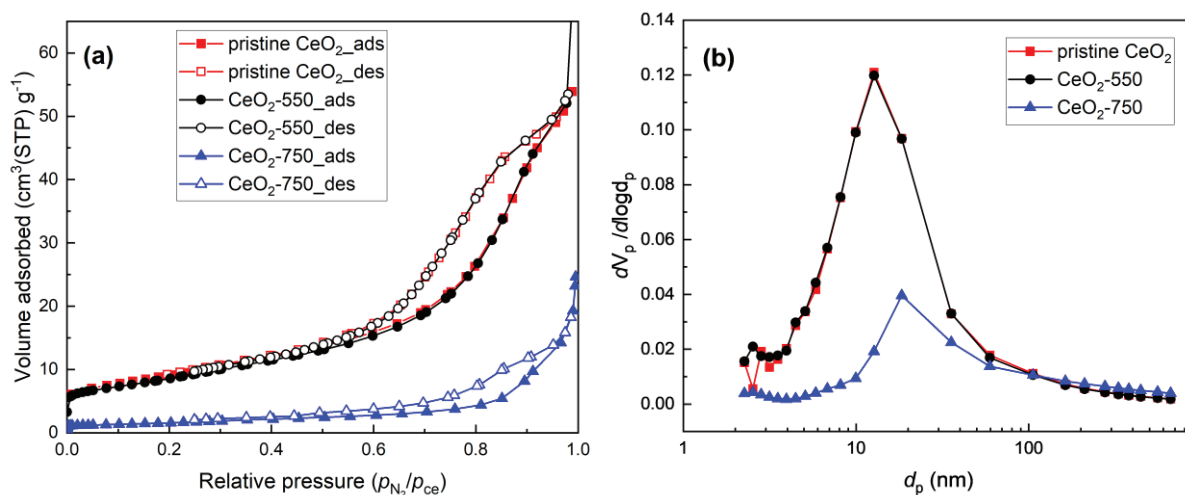 (a)
pristine CeO₂_ads
pristine CeO₂_des
CeO₂-550_ads
CeO₂-550_des
CeO₂-750_ads
CeO₂-750_des
Volume adsorbed (cm³(STP) g⁻¹)
60
50
40
30
20
10
0
0.0 0.2 0.4 0.6 0.8 1.0
Relative pressure (p_N₂/p_ce)
(b)
pristine CeO₂
CeO₂-550
CeO₂-750
dVₚ/dlogdₚ
0.14
0.12
0.10
0.08
0.06
0.04
0.02
0.00
1 10 100
dₚ (nm)